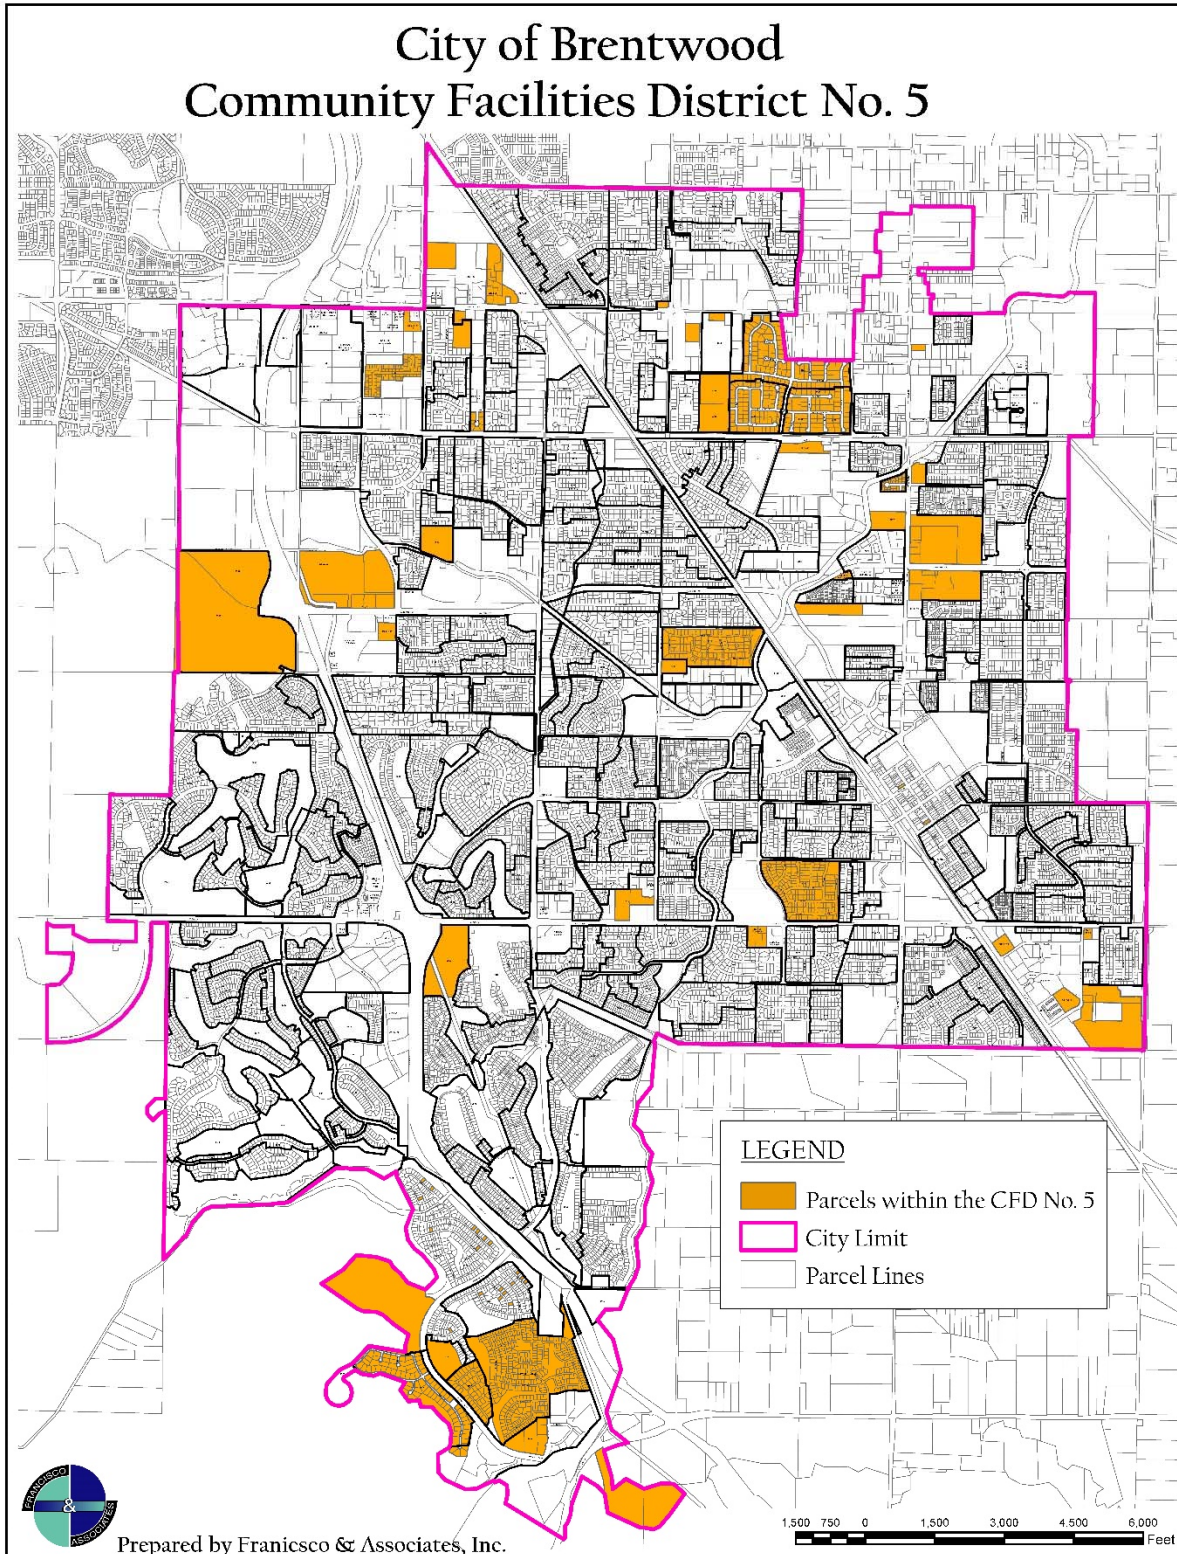 City of Brentwood
Community Facilities District No. 5
LEGEND
Parcels within the CFD No. 5
City Limit
Parcel Lines
FRANCISCO
&
ASSOCIATES
Prepared by Franicsco & Associates, Inc.
1,500 750 0 1,500 3,000 4,500 6,000
Feet